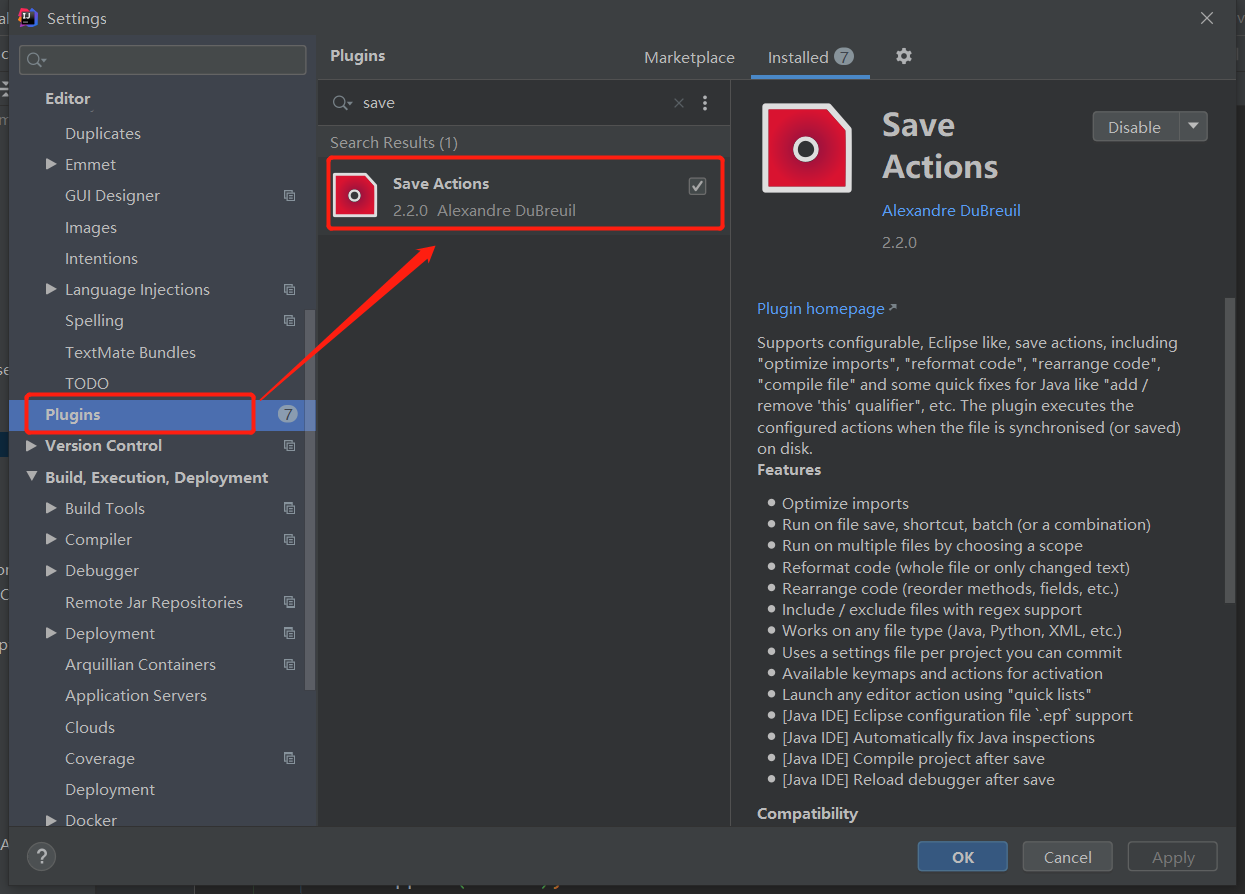 Settings
Editor
Duplicates
Emmet
GUI Designer
Images
Intentions
Language Injections
Spelling
TextMate Bundles
TODO
Plugins 7
Version Control
Build, Execution, Deployment
Build Tools
Compiler
Debugger
Remote Jar Repositories
Deployment
Arquillian Containers
Application Servers
Clouds
Coverage
Deployment
Docker
Plugins
Marketplace
Installed 7
save
Search Results (1)
Save Actions
2.2.0 Alexandre DuBreuil
Save
Actions
Disable
Alexandre DuBreuil
2.2.0
Plugin homepage
Supports configurable, Eclipse like, save actions, including
"optimize imports", "reformat code", "rearrange code",
"compile file" and some quick fixes for Java like "add /
remove 'this' qualifier", etc. The plugin executes the
configured actions when the file is synchronised (or saved)
on disk.
Features
Optimize imports
Run on file save, shortcut, batch (or a combination)
Run on multiple files by choosing a scope
Reformat code (whole file or only changed text)
Rearrange code (reorder methods, fields, etc.)
Include / exclude files with regex support
Works on any file type (Java, Python, XML, etc.)
Uses a settings file per project you can commit
Available keymaps and actions for activation
Launch any editor action using "quick lists"
[Java IDE] Eclipse configuration file `.epf` support
[Java IDE] Automatically fix Java inspections
[Java IDE] Compile project after save
[Java IDE] Reload debugger after save
Compatibility
?
OK
Cancel
Apply